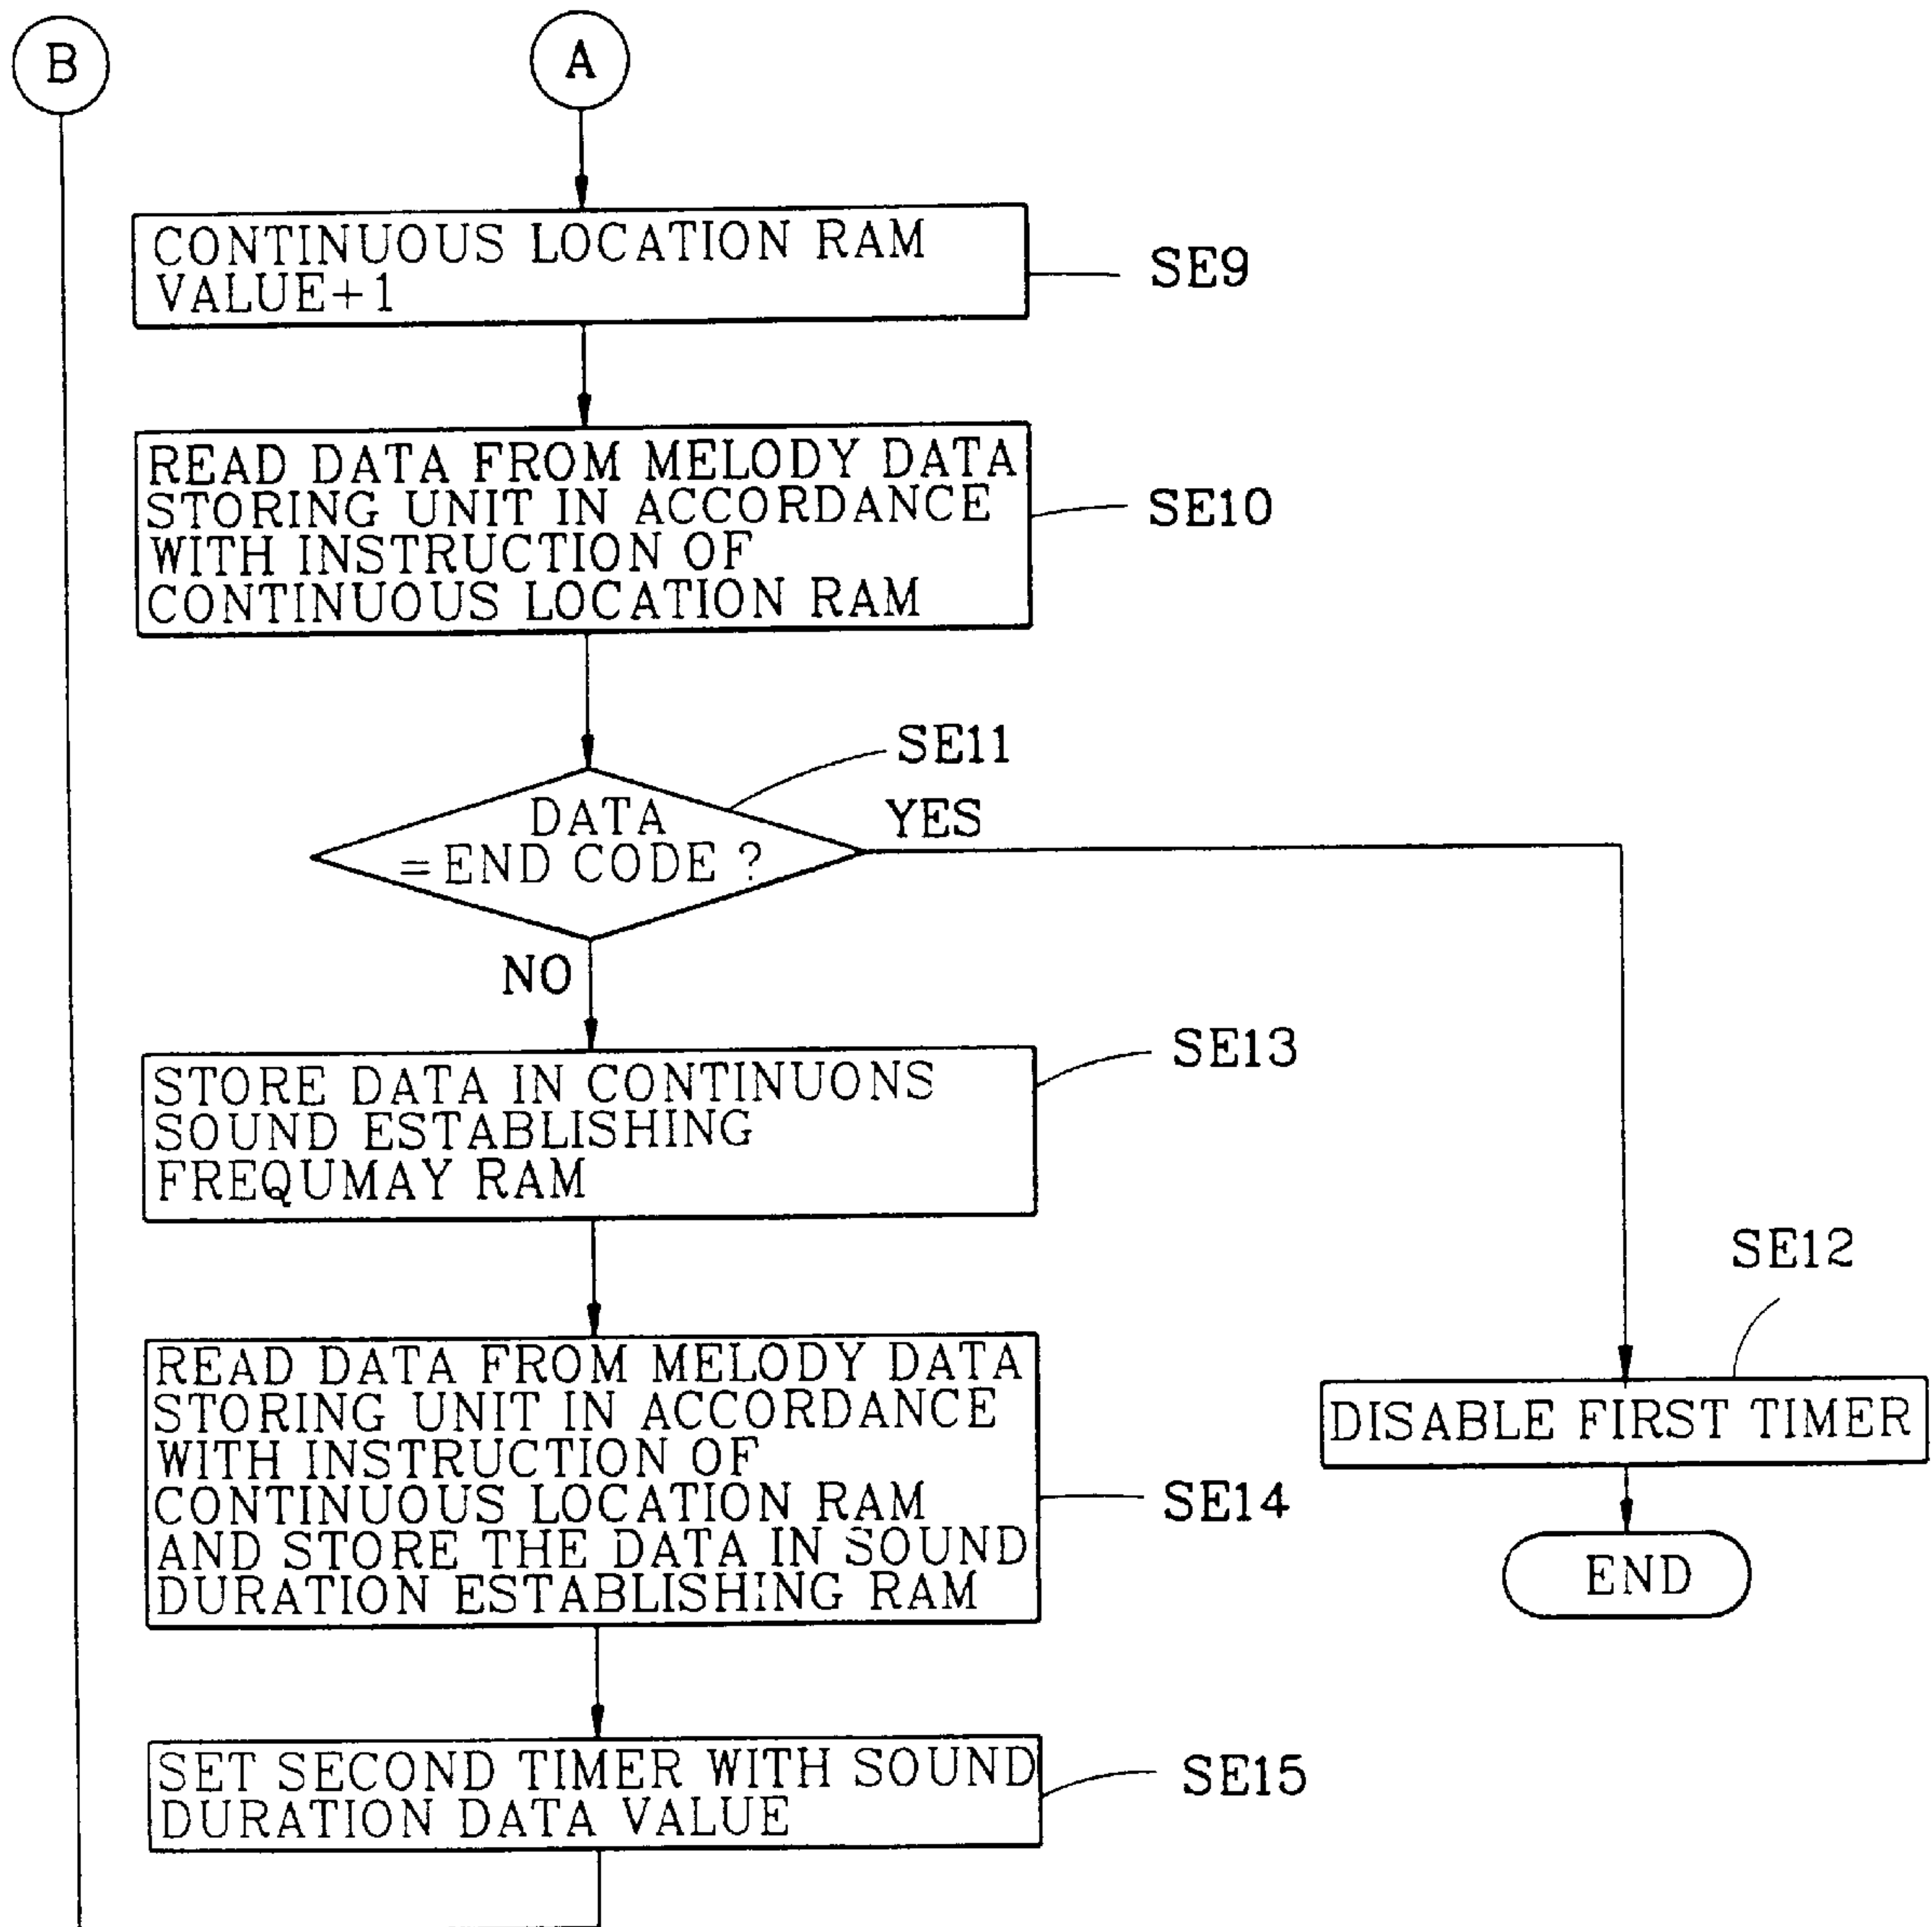 B
A
CONTINUOUS LOCATION RAM
VALUE+1
SE9
READ DATA FROM MELODY DATA
STORING UNIT IN ACCORDANCE
WITH INSTRUCTION OF
CONTINUOUS LOCATION RAM
SE10
SE11
DATA
=END CODE ?
YES
NO
STORE DATA IN CONTINUONS
SOUND ESTABLISHING
FREQUMAY RAM
SE13
READ DATA FROM MELODY DATA
STORING UNIT IN ACCORDANCE
WITH INSTRUCTION OF
CONTINUOUS LOCATION RAM
AND STORE THE DATA IN SOUND
DURATION ESTABLISHING RAM
SE14
SE12
DISABLE FIRST TIMER
END
SET SECOND TIMER WITH SOUND
DURATION DATA VALUE
SE15